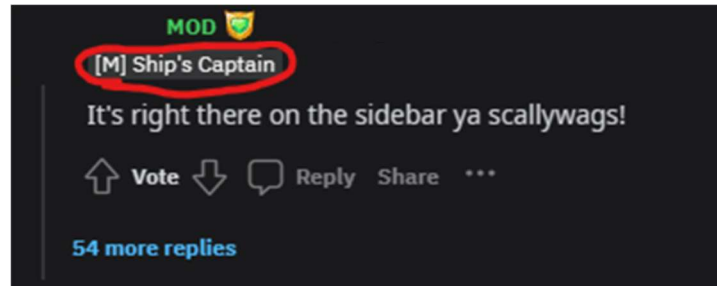 MOD
[M] Ship's Captain
It's right there on the sidebar ya scallywags!
Vote Reply Share ...
54 more replies